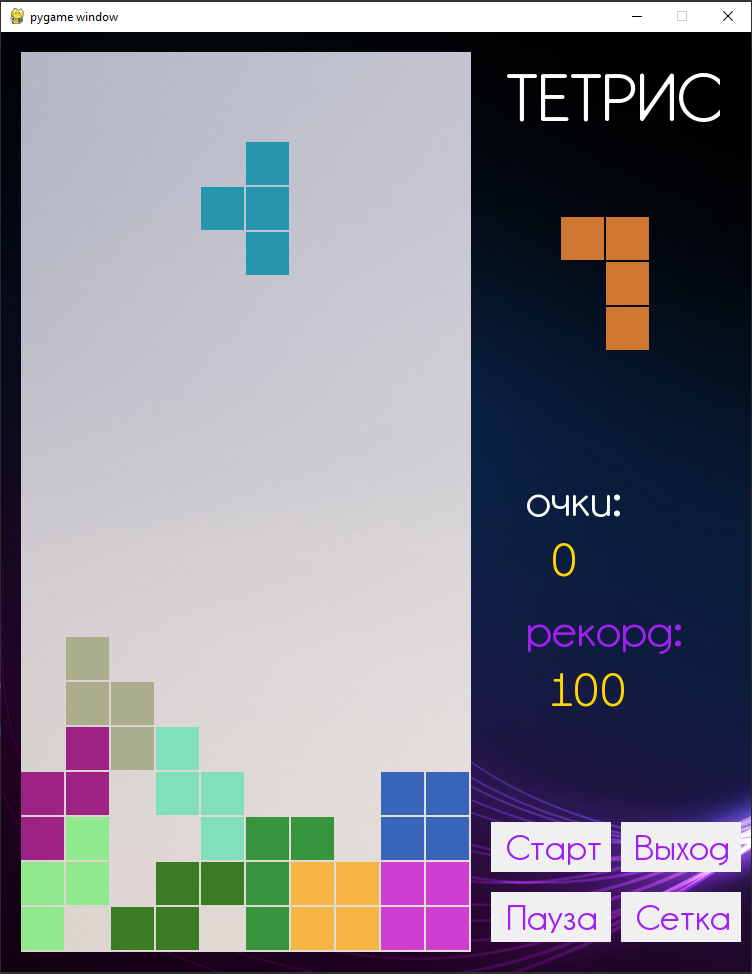 pygame window
ТЕТРИС
очки:
0
рекорд:
100
Старт
Выход
Пауза
Сетка